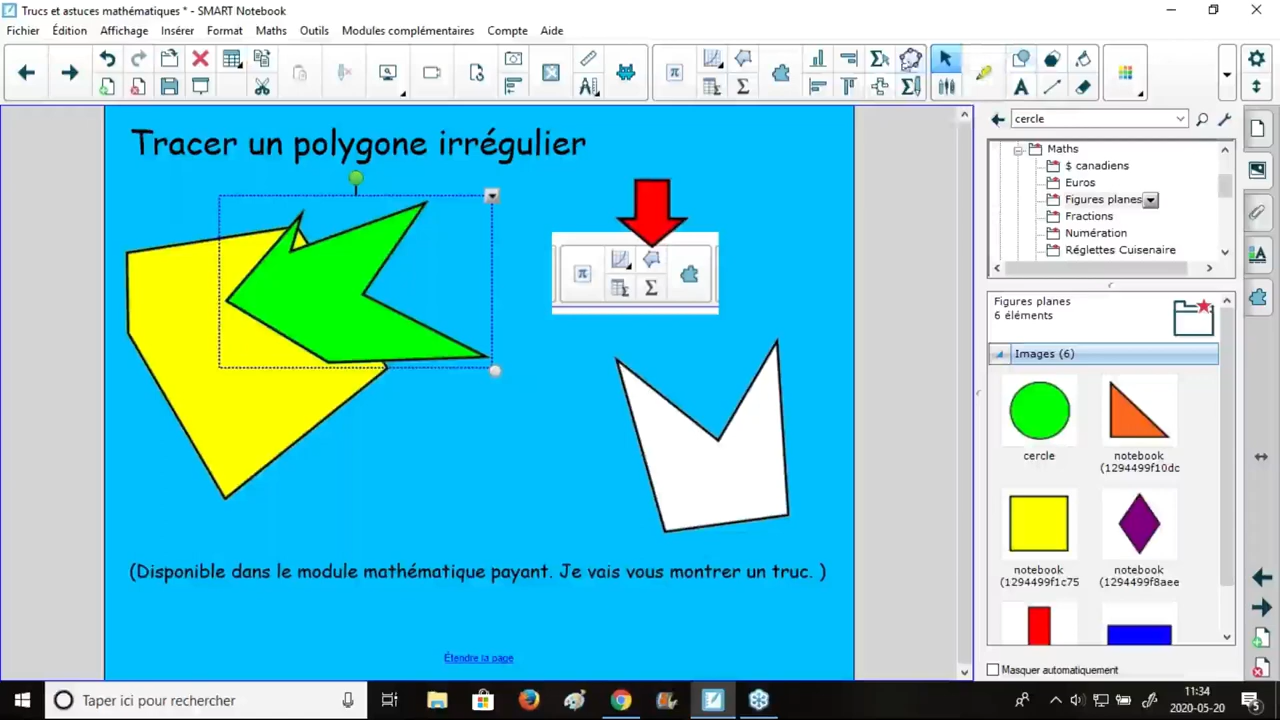 Trucs et astuces mathématiques * - SMART Notebook
Fichier Édition Affichage Insérer Format Maths Outils Modules complémentaires Compte Aide
Tracer un polygone irrégulier
(Disponible dans le module mathématique payant. Je vais vous montrer un truc. )
Étendre la page
cercle
Maths
$ canadiens
Euros
Figures planes
Fractions
Numération
Réglettes Cuisenaire
Figures planes
6 éléments
Images (6)
cercle
notebook
(1294499f10dc
notebook
(1294499f1c75
notebook
(1294499f8aee
Masquer automatiquement
Taper ici pour rechercher
11:34
2020-05-20
5